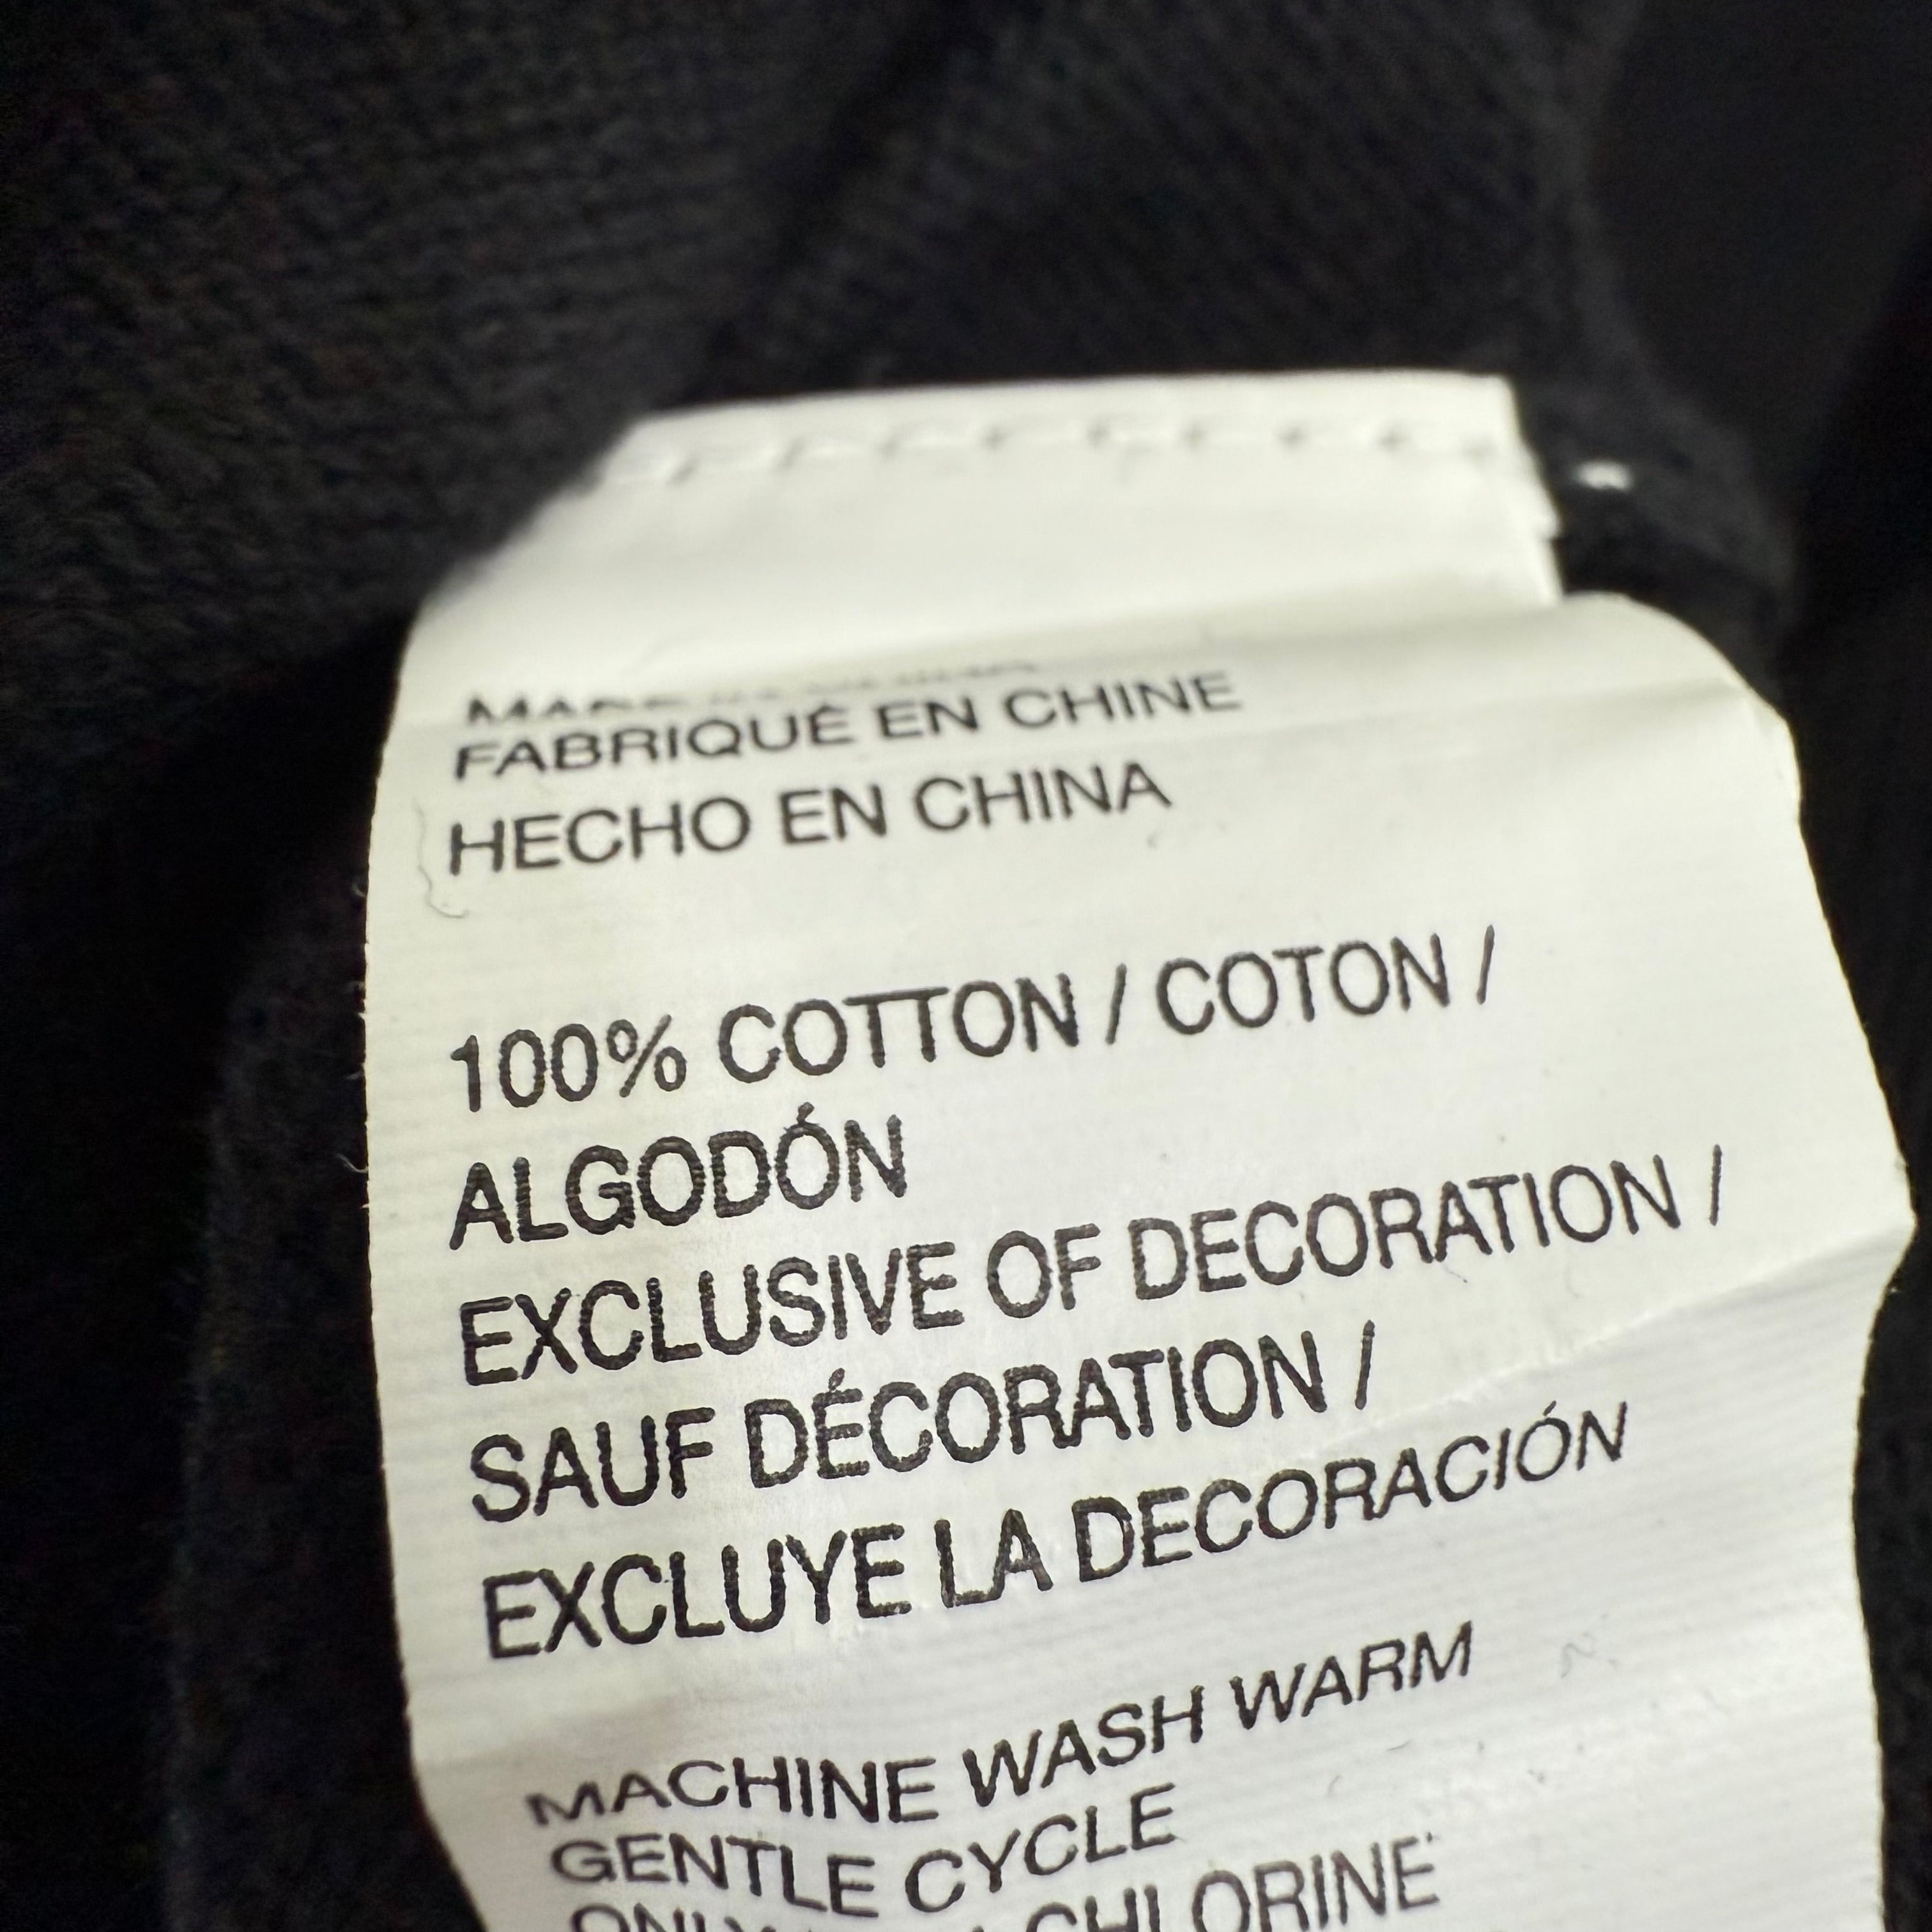 FABRIQUÉ EN CHINE
HECHO EN CHINA
100% COTTON / COTON /
ALGODÓN
EXCLUSIVE OF DECORATION /
SAUF DÉCORATION /
EXCLUYE LA DECORACIÓN
MACHINE WASH WARM
GENTLE CYCLE
CHLORINE